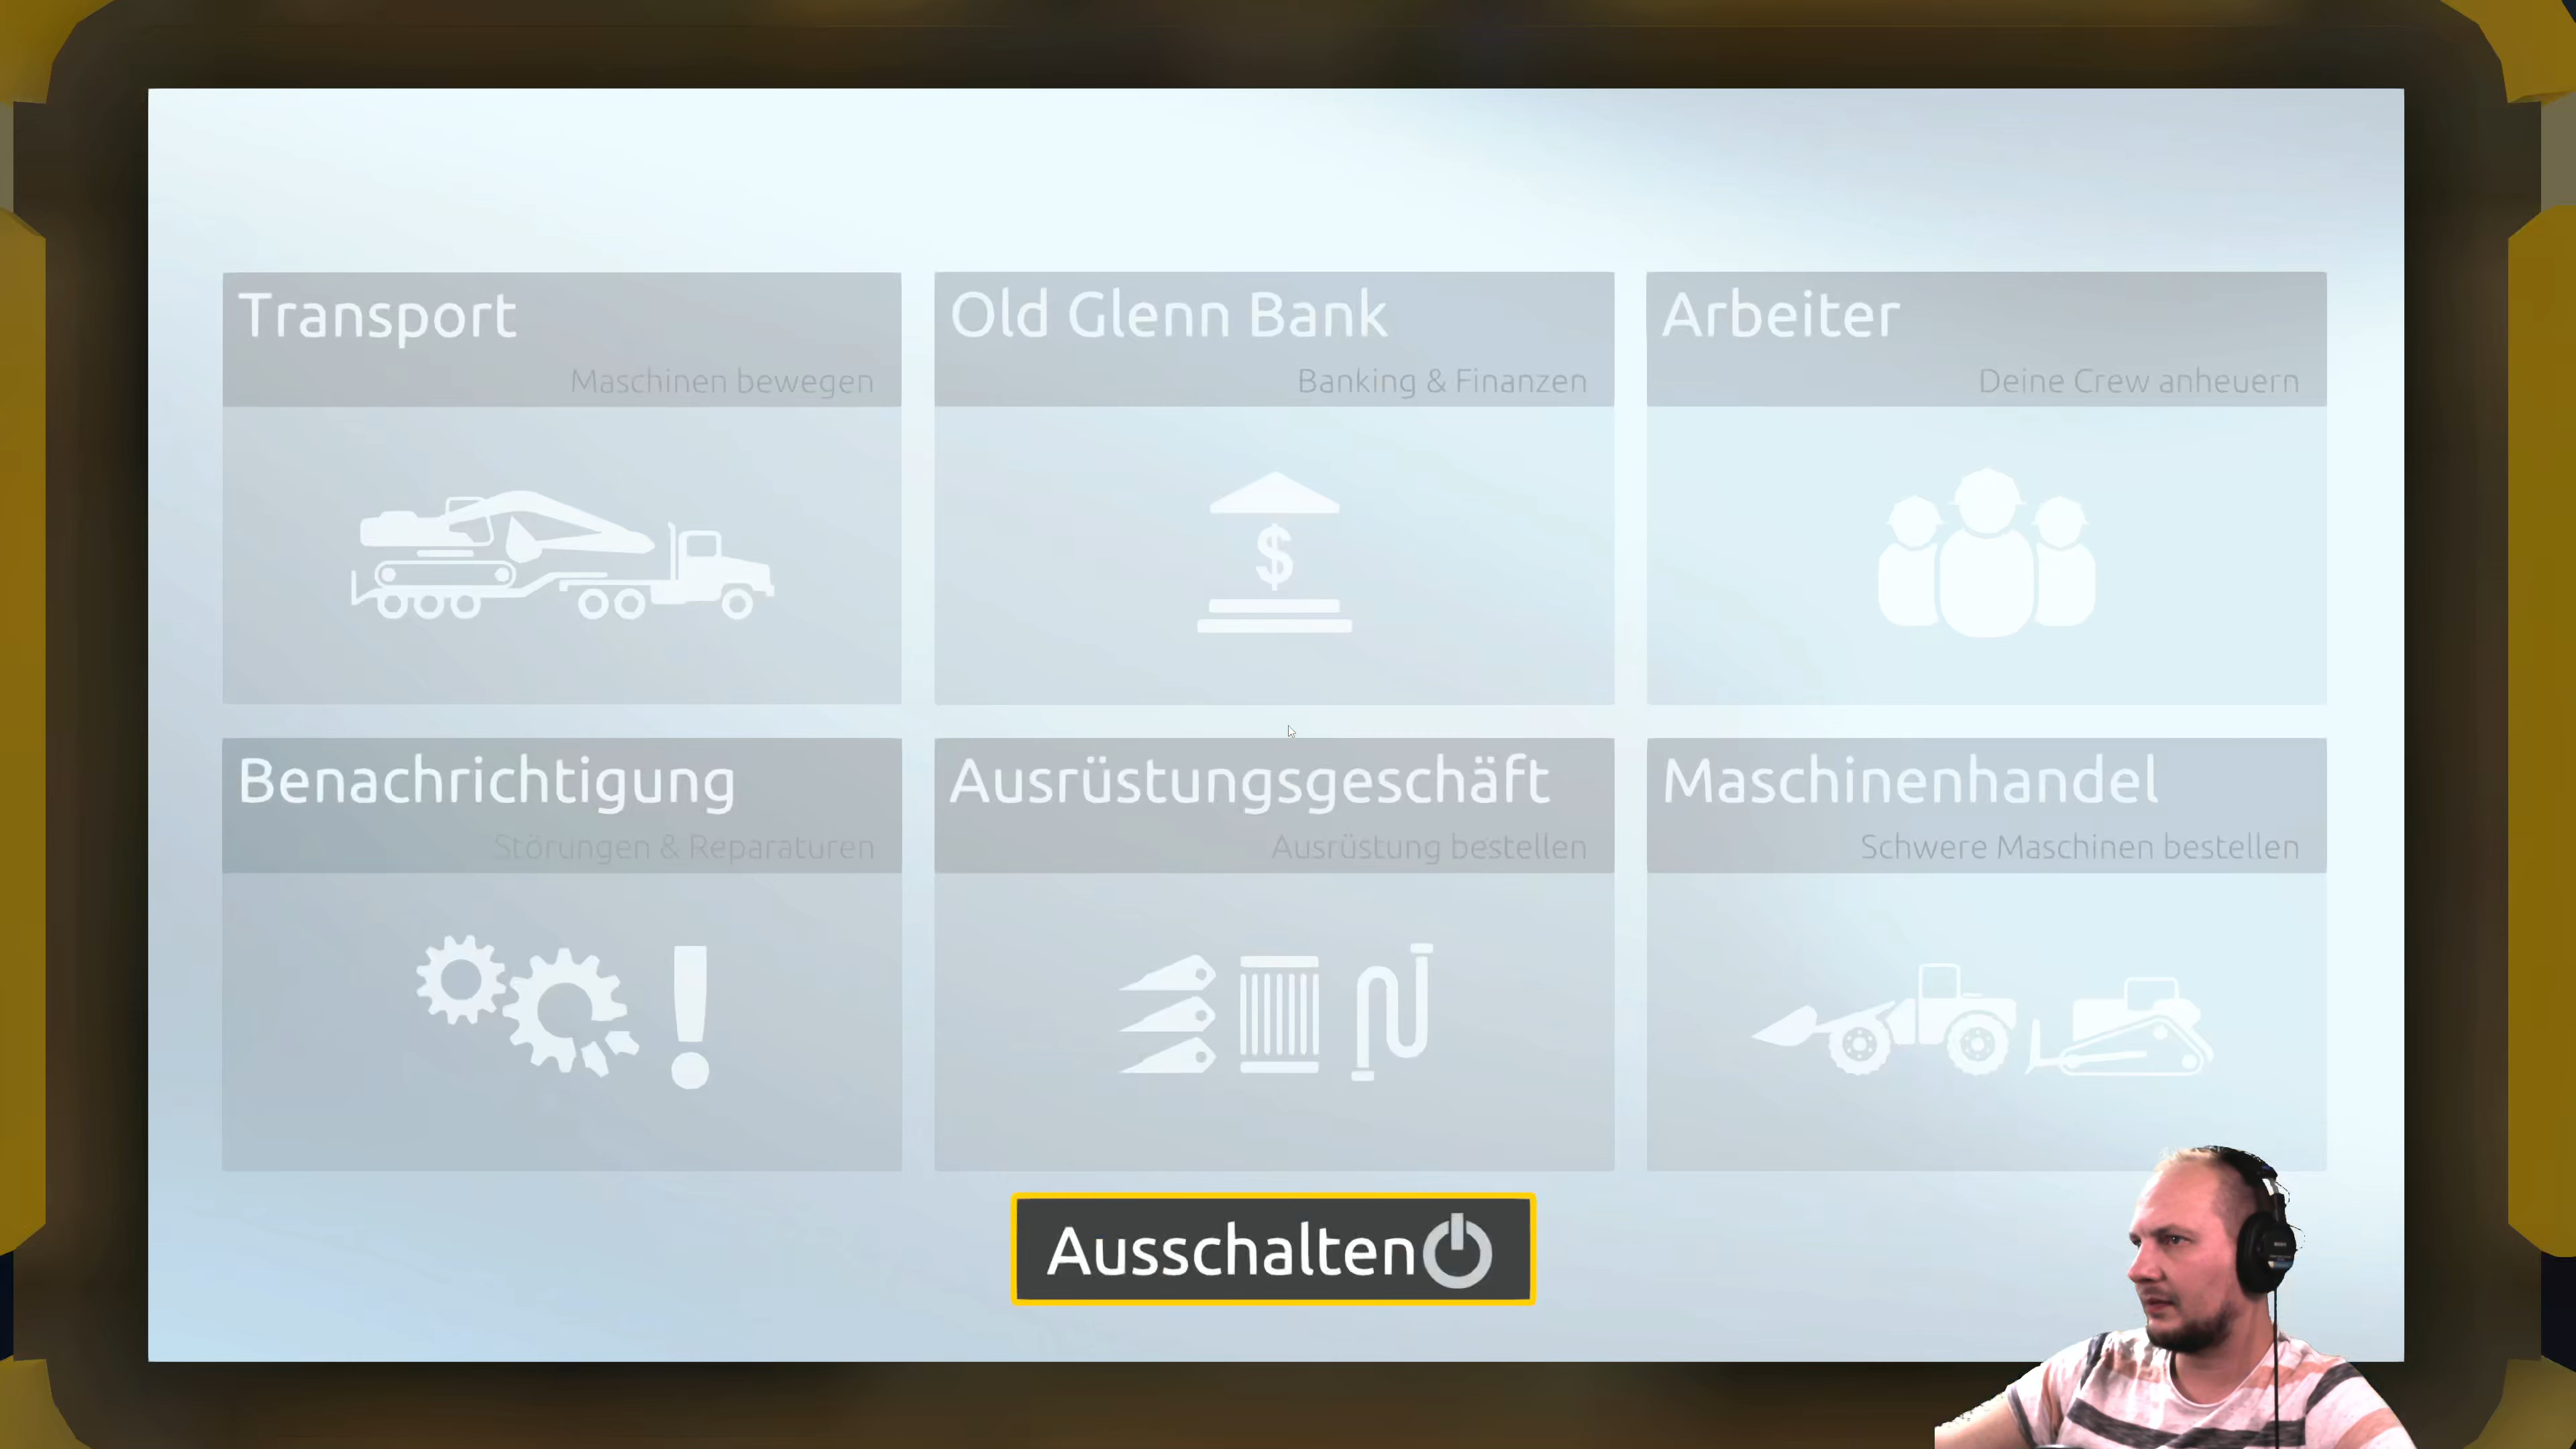 Transport
Maschinen bewegen
Old Glenn Bank
Banking & Finanzen
Arbeiter
Deine Crew anheuern
Benachrichtigung
Störungen & Reparaturen
Ausrüstungsgeschäft
Ausrüstung bestellen
Maschinenhandel
Schwere Maschinen bestellen
Ausschalten